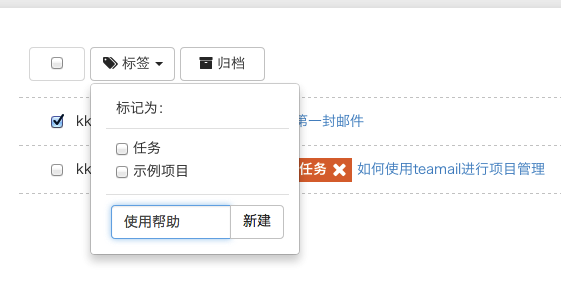 标签 归档
标记为：
kk 第一封邮件
任务
示例项目
kk 任务 如何使用teamail进行项目管理
使用帮助 新建